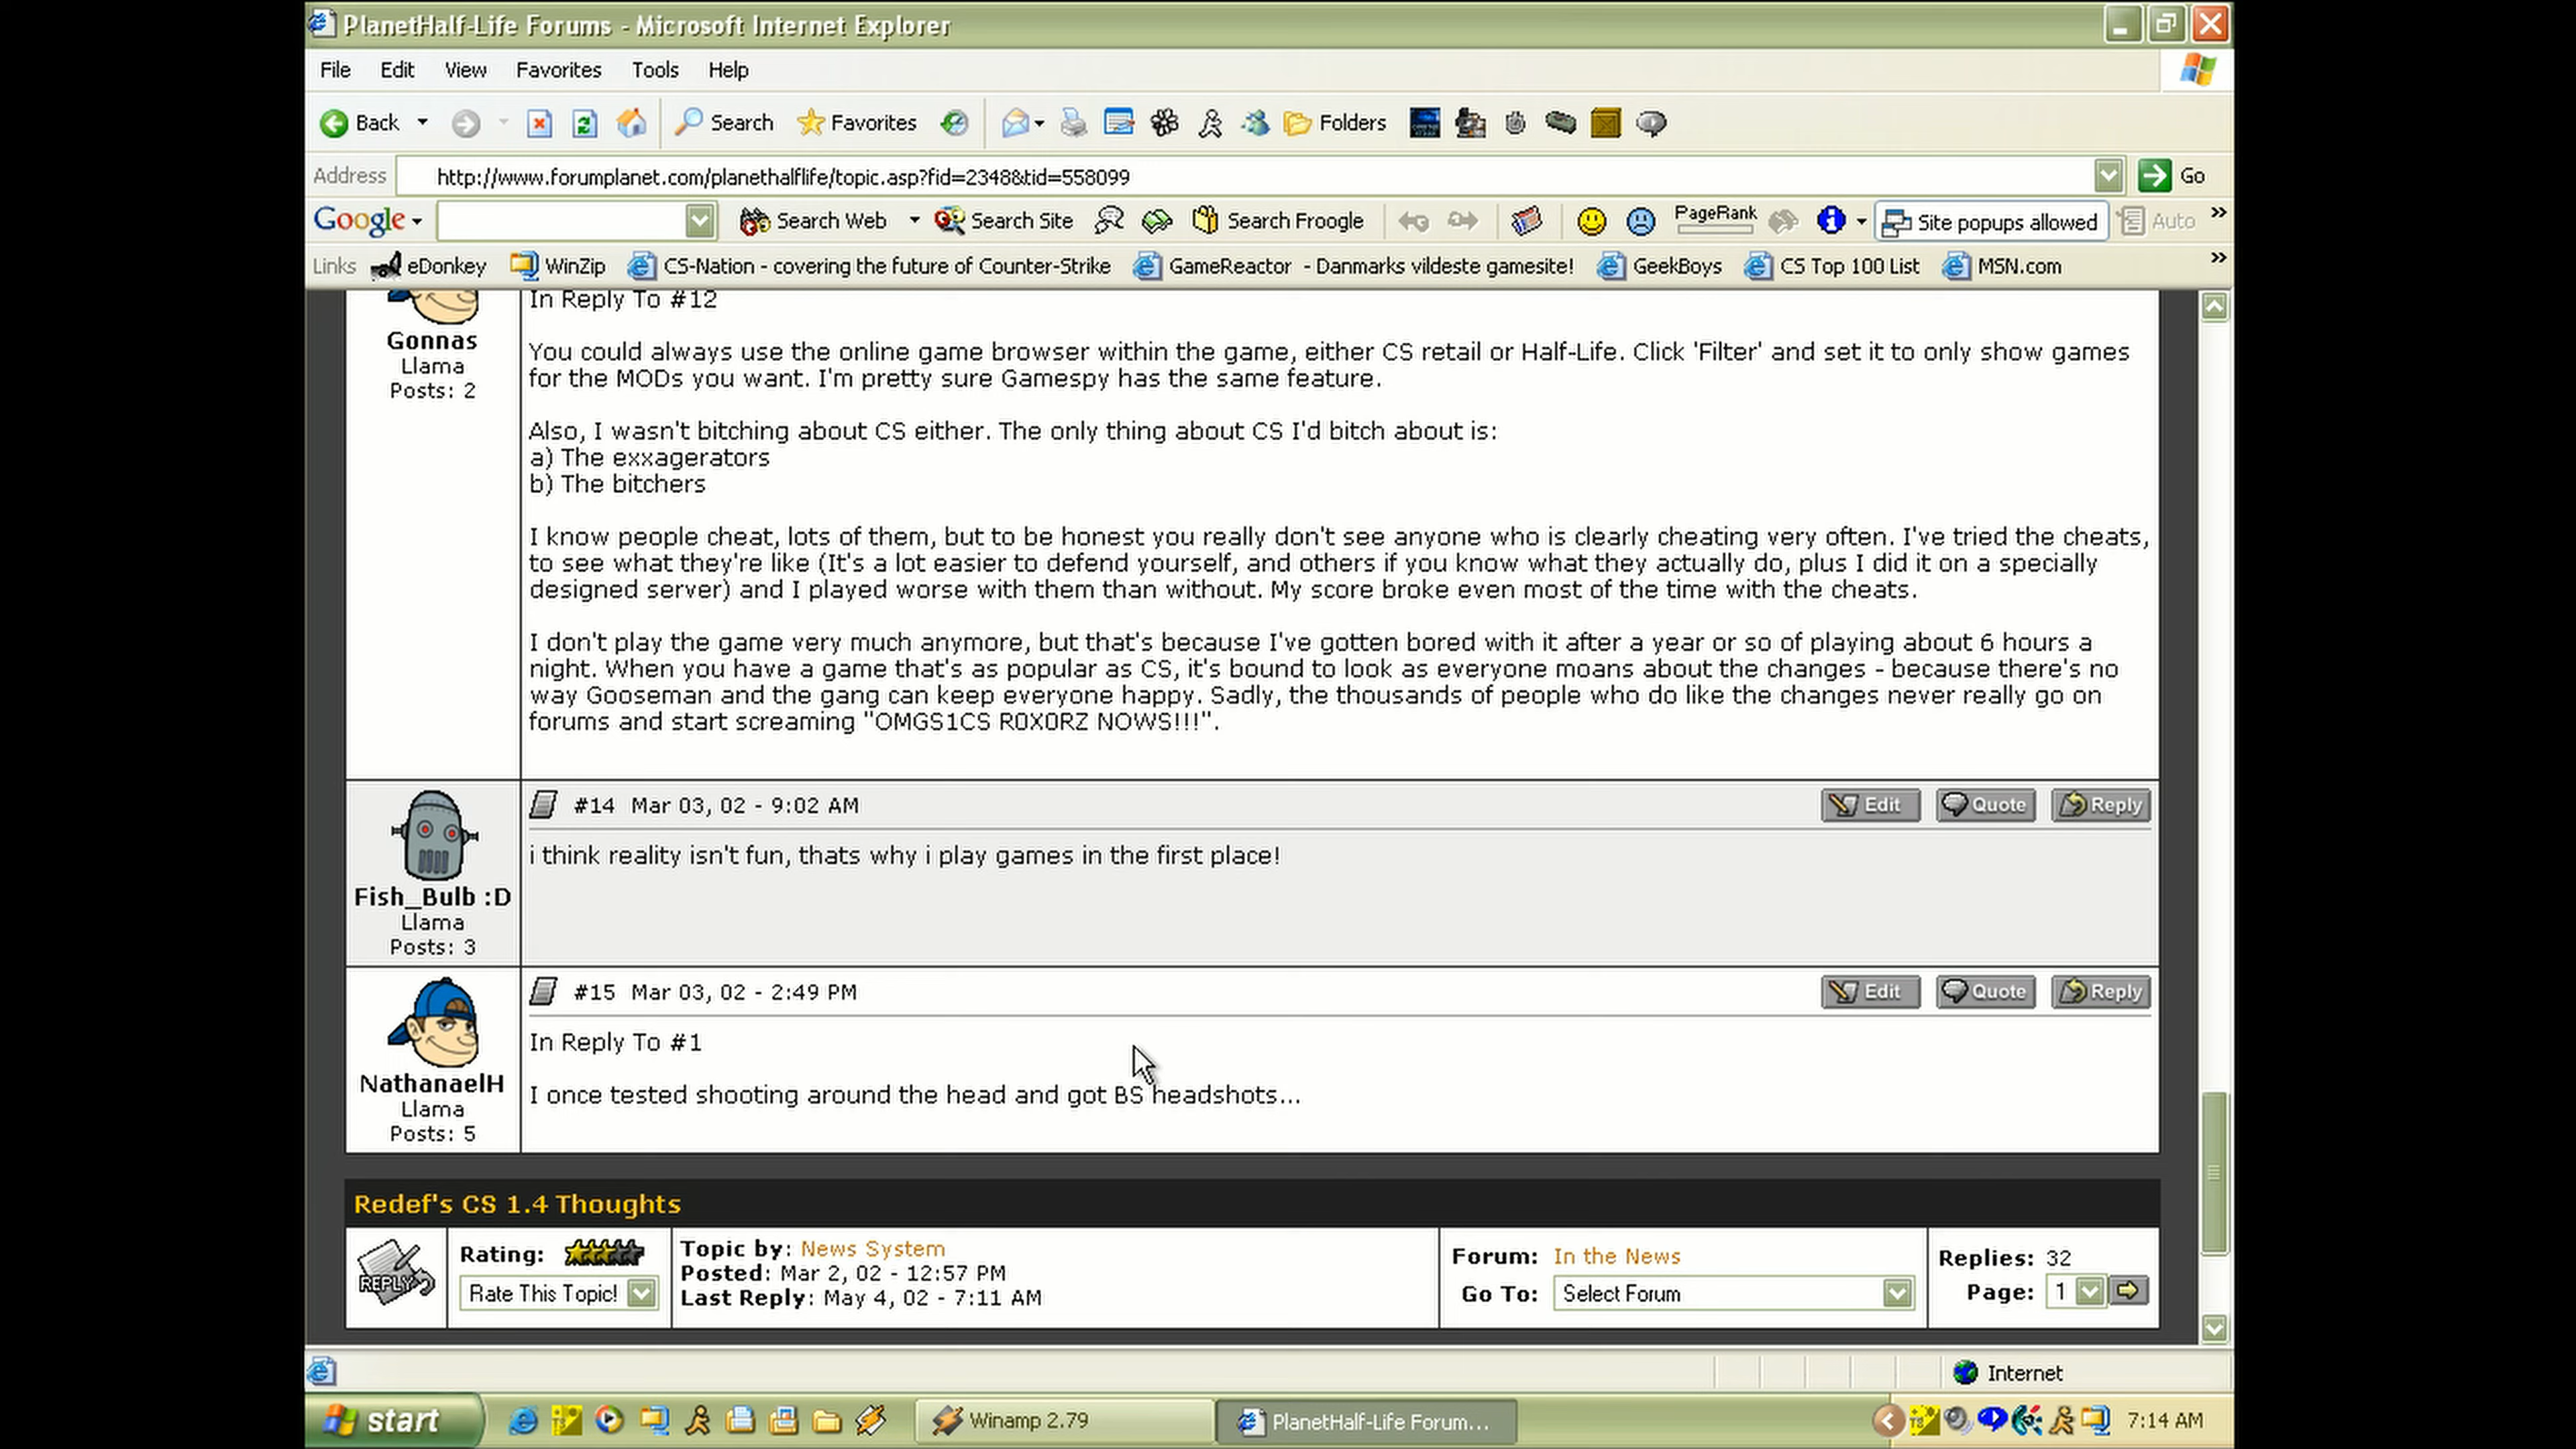 PlanetHalf-Life Forums - Microsoft Internet Explorer
File Edit View Favorites Tools Help
Back Search Favorites Folders
Address http://www.forumplanet.com/planethalflife/topic.asp?fid=2348&tid=558099 Go
Google Search Web Search Site Search Froogle PageRank Site popups allowed Auto »
Links eDonkey WinZip CS-Nation - covering the future of Counter-Strike GameReactor - Danmarks vildeste gamesite! GeekBoys CS Top 100 List MSN.com »
Gonnas
Llama
Posts: 2
In Reply To #12
You could always use the online game browser within the game, either CS retail or Half-Life. Click 'Filter' and set it to only show games
for the MODs you want. I'm pretty sure Gamespy has the same feature.
Also, I wasn't bitching about CS either. The only thing about CS I'd bitch about is:
a) The exxagerators
b) The bitchers
I know people cheat, lots of them, but to be honest you really don't see anyone who is clearly cheating very often. I've tried the cheats,
to see what they're like (It's a lot easier to defend yourself, and others if you know what they actually do, plus I did it on a specially
designed server) and I played worse with them than without. My score broke even most of the time with the cheats.
I don't play the game very much anymore, but that's because I've gotten bored with it after a year or so of playing about 6 hours a
night. When you have a game that's as popular as CS, it's bound to look as everyone moans about the changes - because there's no
way Gooseman and the gang can keep everyone happy. Sadly, the thousands of people who do like the changes never really go on
forums and start screaming "OMGS1CS R0X0RZ NOWS!!!".
Fish_Bulb :D
Llama
Posts: 3
#14 Mar 03, 02 - 9:02 AM Edit Quote Reply
i think reality isn't fun, thats why i play games in the first place!
NathanaelH
Llama
Posts: 5
#15 Mar 03, 02 - 2:49 PM Edit Quote Reply
In Reply To #1
I once tested shooting around the head and got BS headshots...
Redef's CS 1.4 Thoughts
REPLY
Rating:
Rate This Topic!
Topic by: News System
Posted: Mar 2, 02 - 12:57 PM
Last Reply: May 4, 02 - 7:11 AM
Forum: In the News
Go To: Select Forum
Replies: 32
Page: 1
Internet
start Winamp 2.79 PlanetHalf-Life Forum... 7:14 AM